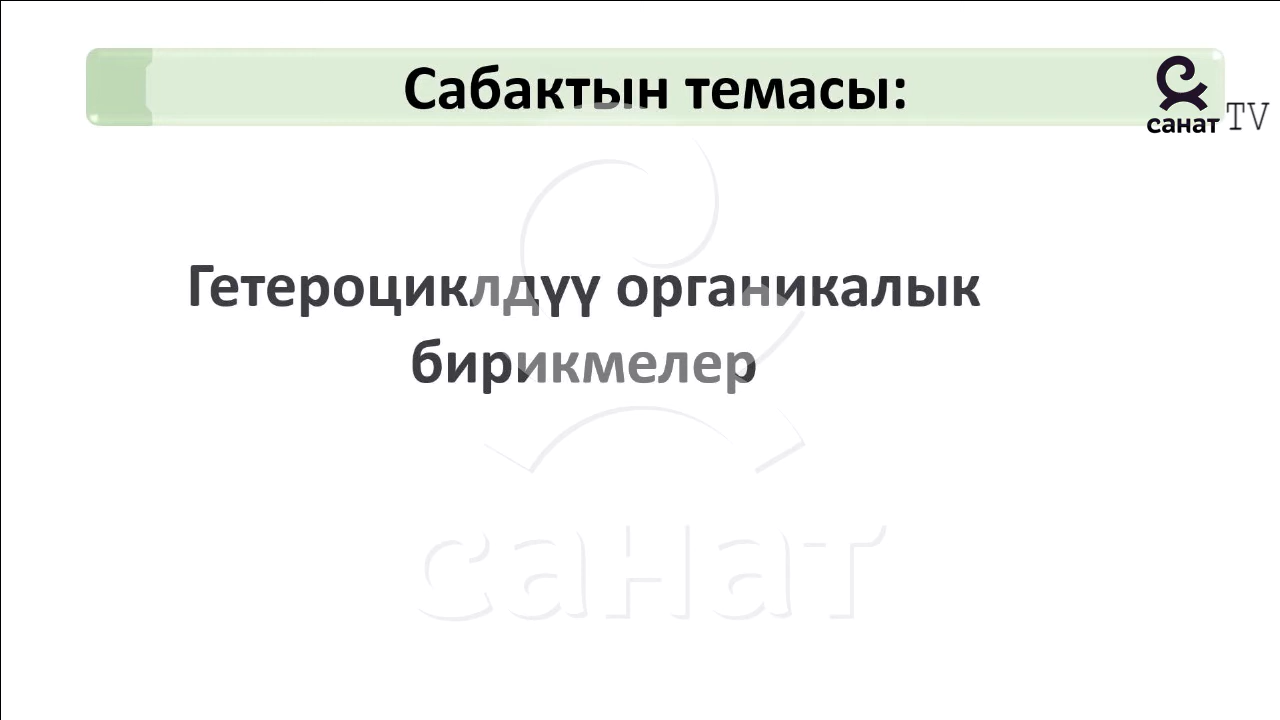 Сабактын темасы:
санат TV
Гетероциклдүү органикалык
бирикмелер
санат